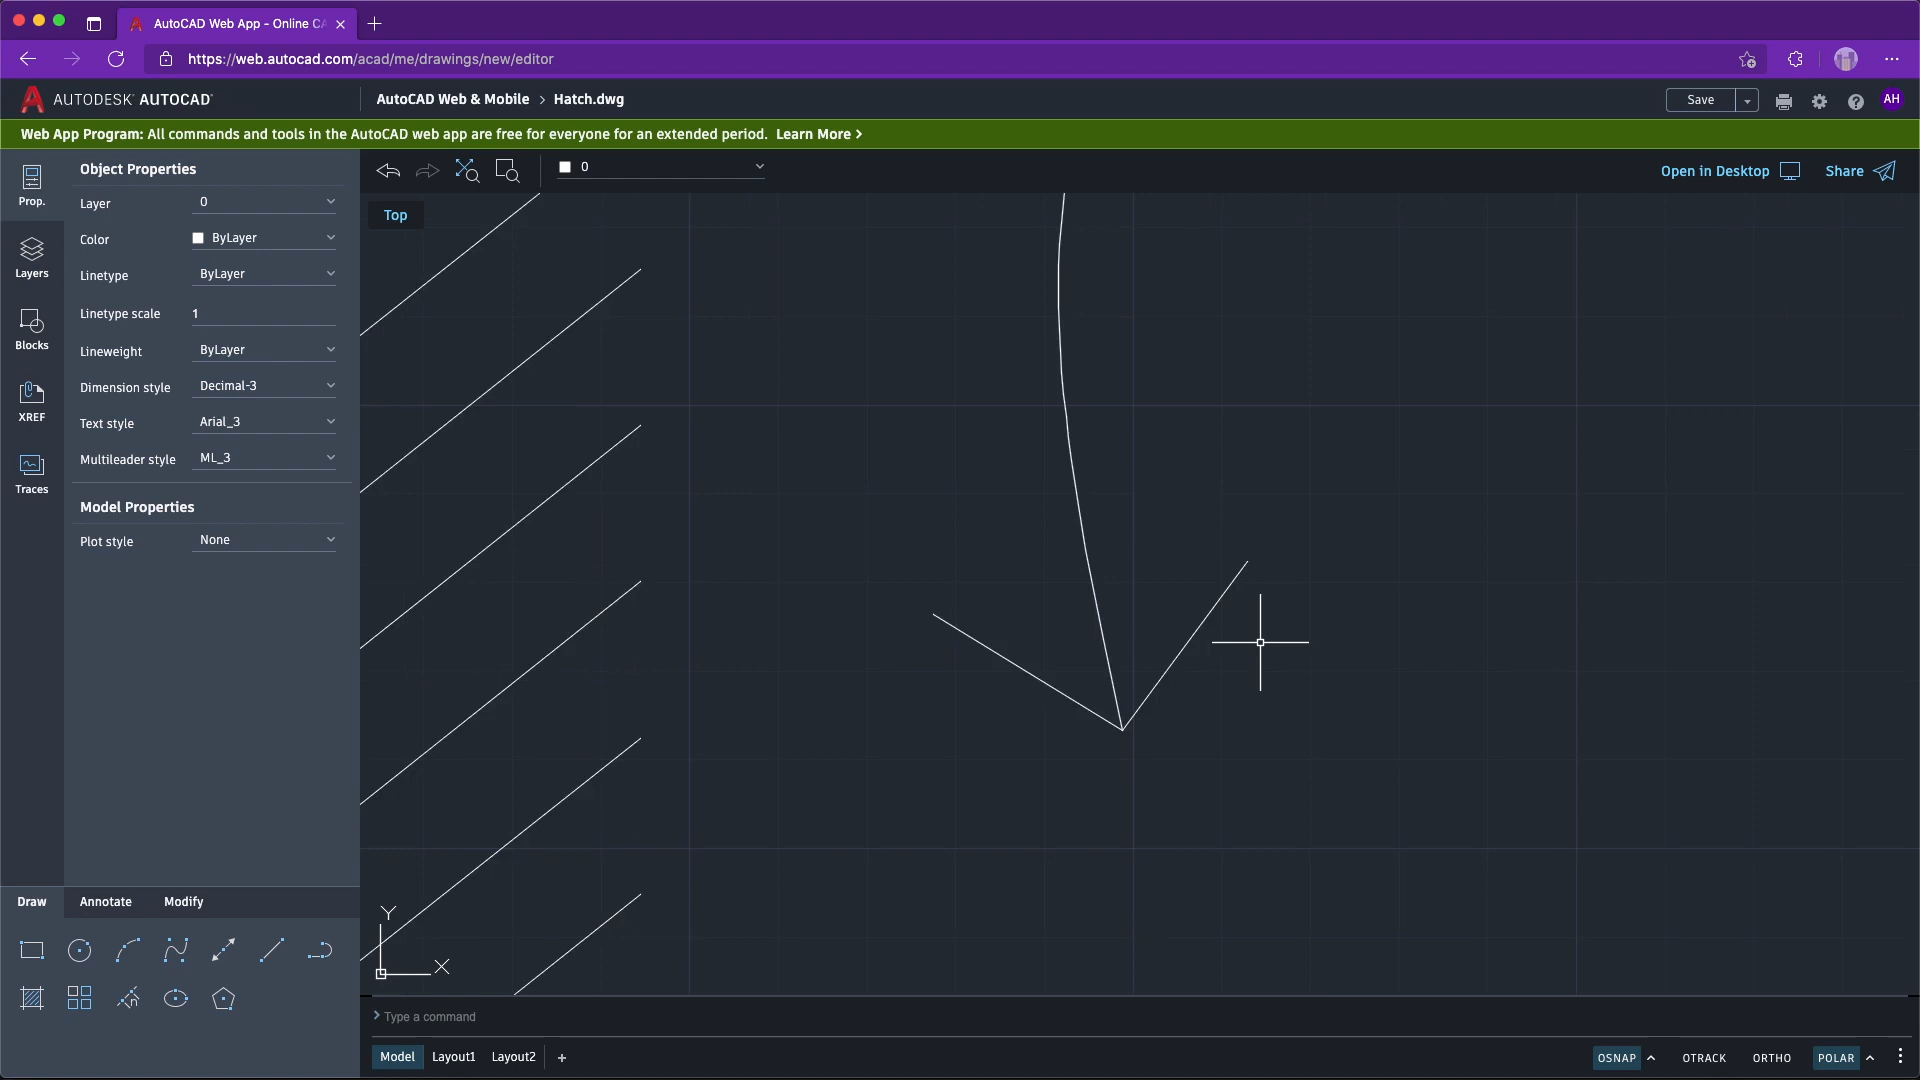 AutoCAD Web App - Online CA
https://web.autocad.com/acad/me/drawings/new/editor
AUTODESK® AUTOCAD®
AutoCAD Web & Mobile > Hatch.dwg
Save
AH
Web App Program: All commands and tools in the AutoCAD web app are free for everyone for an extended period. Learn More >
Prop.
Layers
Blocks
XREF
Traces
Object Properties
Layer 0
Color ByLayer
Linetype ByLayer
Linetype scale 1
Lineweight ByLayer
Dimension style Decimal-3
Text style Arial_3
Multileader style ML_3
Model Properties
Plot style None
0
Open in Desktop
Share
Top
Y
X
Draw Annotate Modify
Type a command
Model Layout1 Layout2 +
OSNAP OTRACK ORTHO POLAR